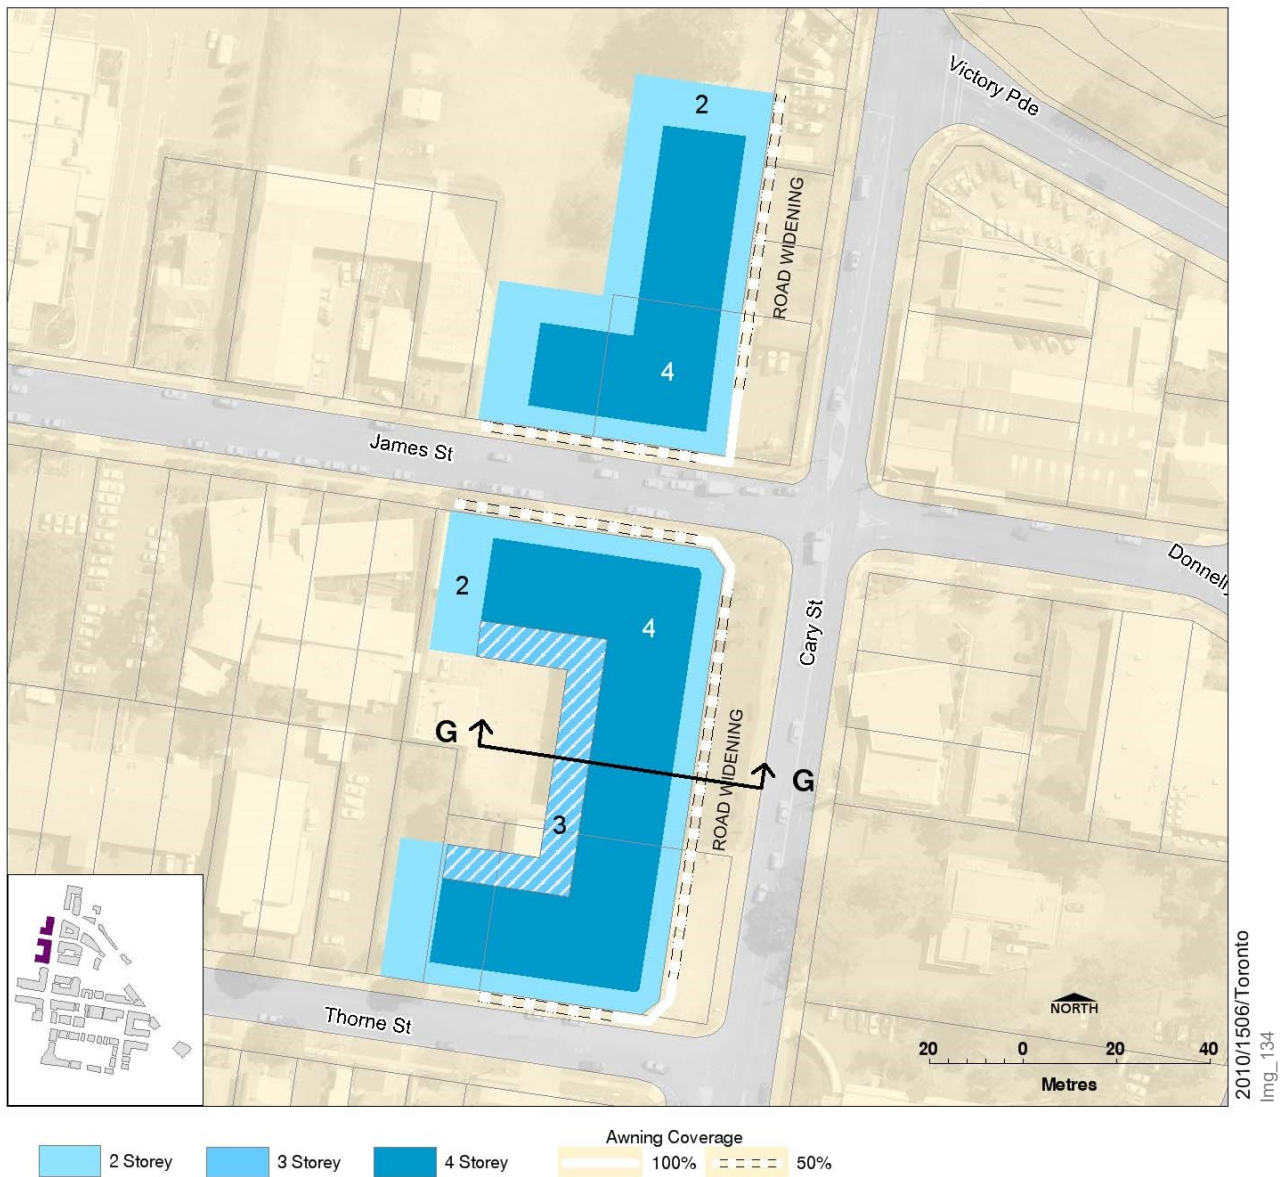 Victory Pde
2
ROAD WIDENING
4
James St
Donnelly
2
4
Cary St
G
G
ROAD WIDENING
3
Thorne St
NORTH
20 0 20 40
Metres
2010/1506/Toronto
Img_134
Awning Coverage
2 Storey 3 Storey 4 Storey 100% 50%